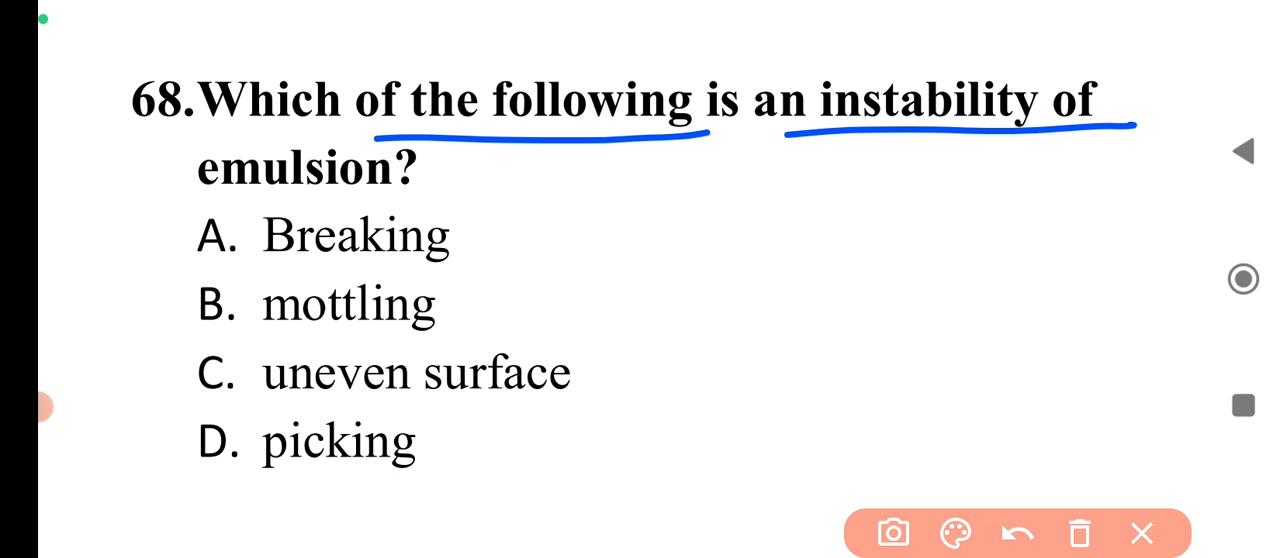 68.Which of the following is an instability of
emulsion?
A. Breaking
B. mottling
C. uneven surface
D. picking